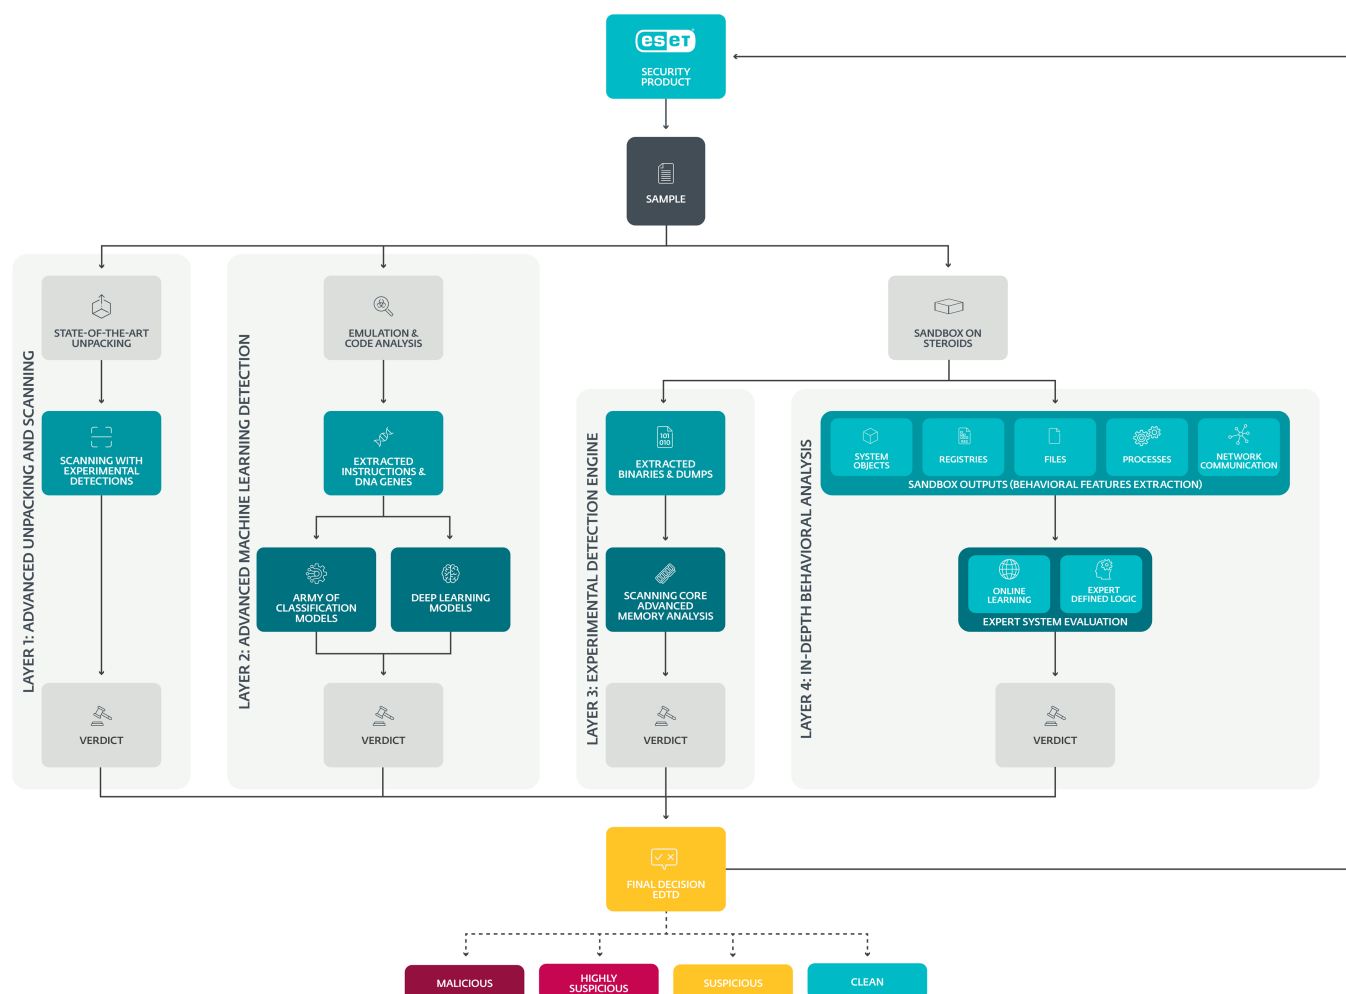 eset
SECURITY
PRODUCT
SAMPLE
LAYER 1: ADVANCED UNPACKING AND SCANNING
STATE-OF-THE-ART
UNPACKING
SCANNING WITH
EXPERIMENTAL
DETECTIONS
VERDICT
LAYER 2: ADVANCED MACHINE LEARNING DETECTION
EMULATION &
CODE ANALYSIS
EXTRACTED
INSTRUCTIONS &
DNA GENES
ARMY OF
CLASSIFICATION
MODELS
DEEP LEARNING
MODELS
VERDICT
SANDBOX ON
STEROIDS
LAYER 3: EXPERIMENTAL DETECTION ENGINE
101
010
EXTRACTED
BINARIES & DUMPS
SCANNING CORE
ADVANCED
MEMORY ANALYSIS
VERDICT
LAYER 4: IN-DEPTH BEHAVIORAL ANALYSIS
SYSTEM
OBJECTS
REGISTRIES
FILES
PROCESSES
NETWORK
COMMUNICATION
SANDBOX OUTPUTS (BEHAVIORAL FEATURES EXTRACTION)
ONLINE
LEARNING
EXPERT
DEFINED LOGIC
EXPERT SYSTEM EVALUATION
VERDICT
FINAL DECISION
EDTD
MALICIOUS
HIGHLY
SUSPICIOUS
SUSPICIOUS
CLEAN